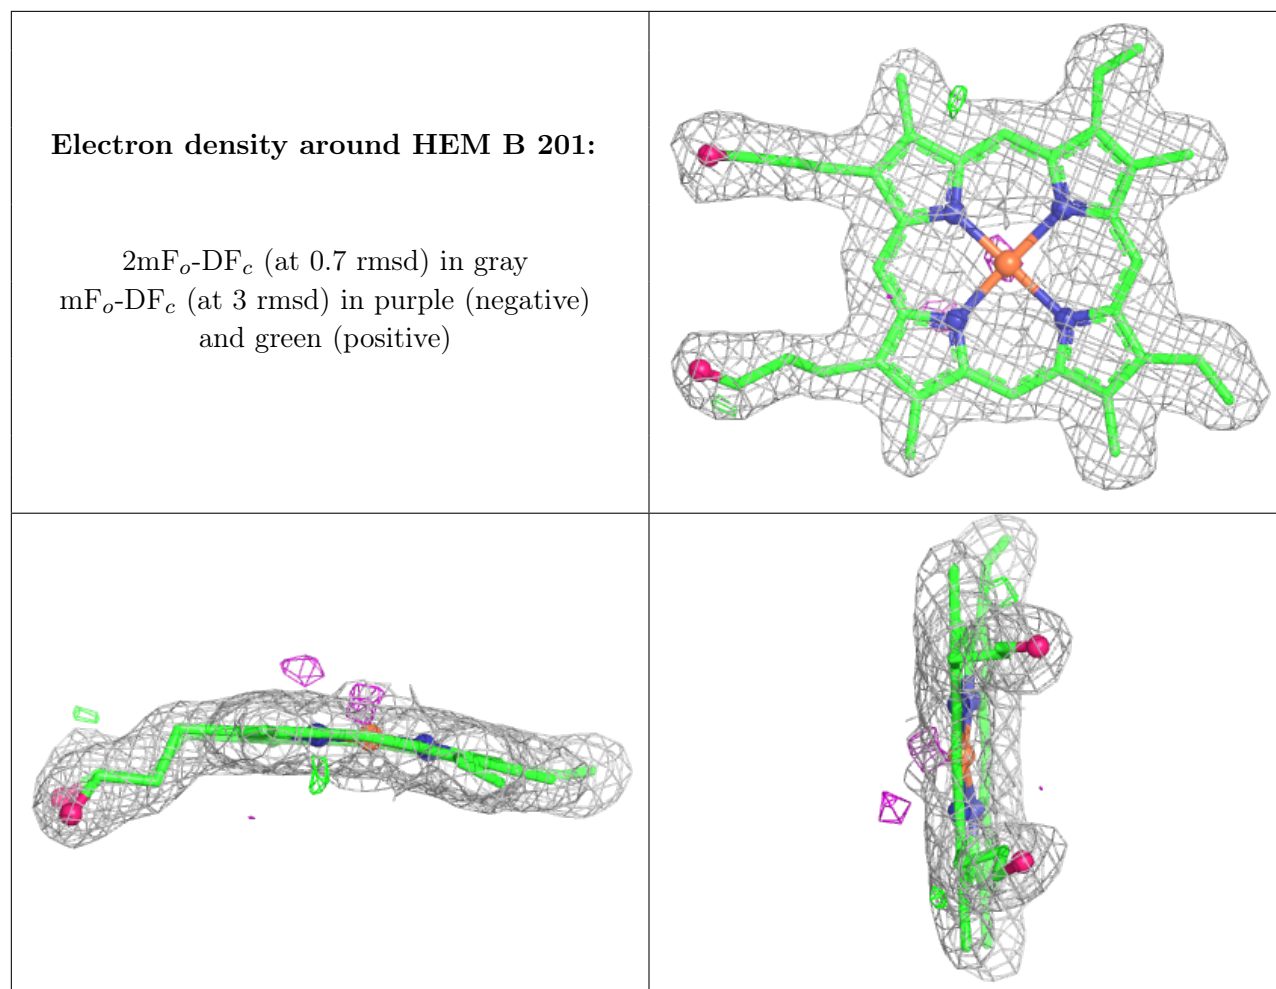 Electron density around HEM B 201:
2mFo-DFc (at 0.7 rmsd) in gray
mFo-DFc (at 3 rmsd) in purple (negative)
and green (positive)